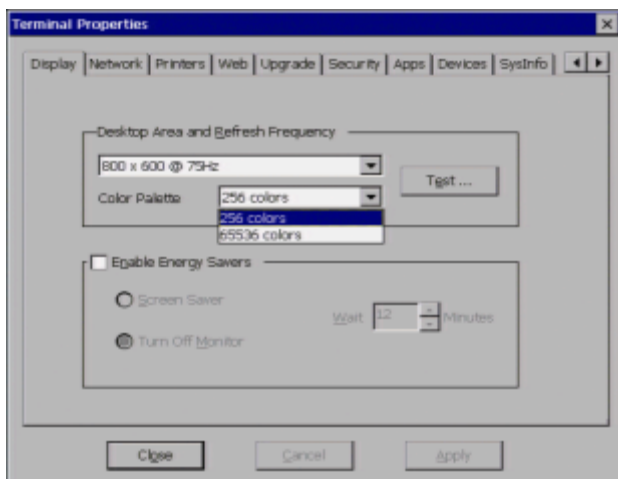 Terminal Properties
Display Network Printers Web Upgrade Security Apps Devices SysInfo
Desktop Area and Refresh Frequency
800 x 600 @ 75Hz
Test ...
Color Palette 256 colors
256 colors
65536 colors
Enable Energy Savers
Screen Saver
Wait 12 Minutes
Turn Off Monitor
Close Cancel Apply